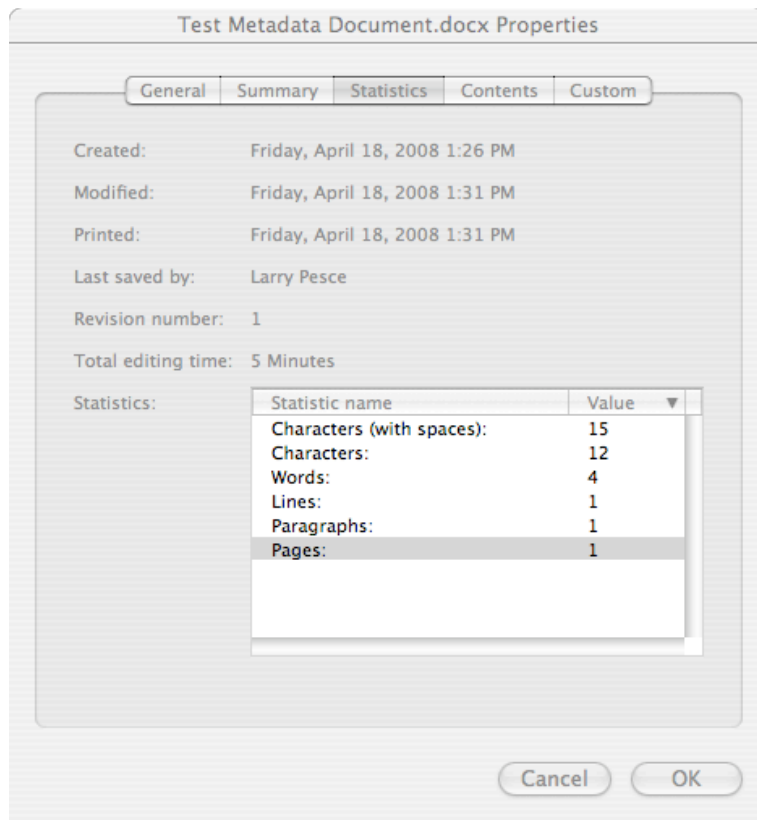 Test Metadata Document.docx Properties
General Summary Statistics Contents Custom
Created: Friday, April 18, 2008 1:26 PM
Modified: Friday, April 18, 2008 1:31 PM
Printed: Friday, April 18, 2008 1:31 PM
Last saved by: Larry Pesce
Revision number: 1
Total editing time: 5 Minutes
Statistics: Statistic name Value
Characters (with spaces): 15
Characters: 12
Words: 4
Lines: 1
Paragraphs: 1
Pages: 1
Cancel OK